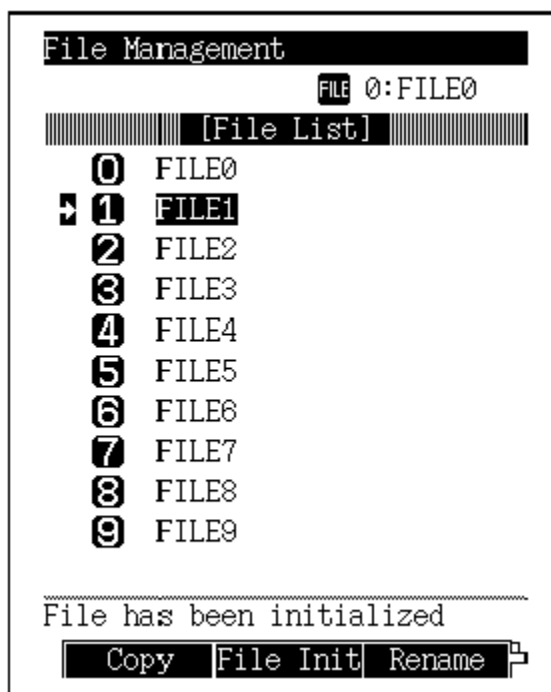 File Management
FILE 0:FILE0
[File List]
0 FILE0
1 FILE1
2 FILE2
3 FILE3
4 FILE4
5 FILE5
6 FILE6
7 FILE7
8 FILE8
9 FILE9
File has been initialized
Copy File Init Rename